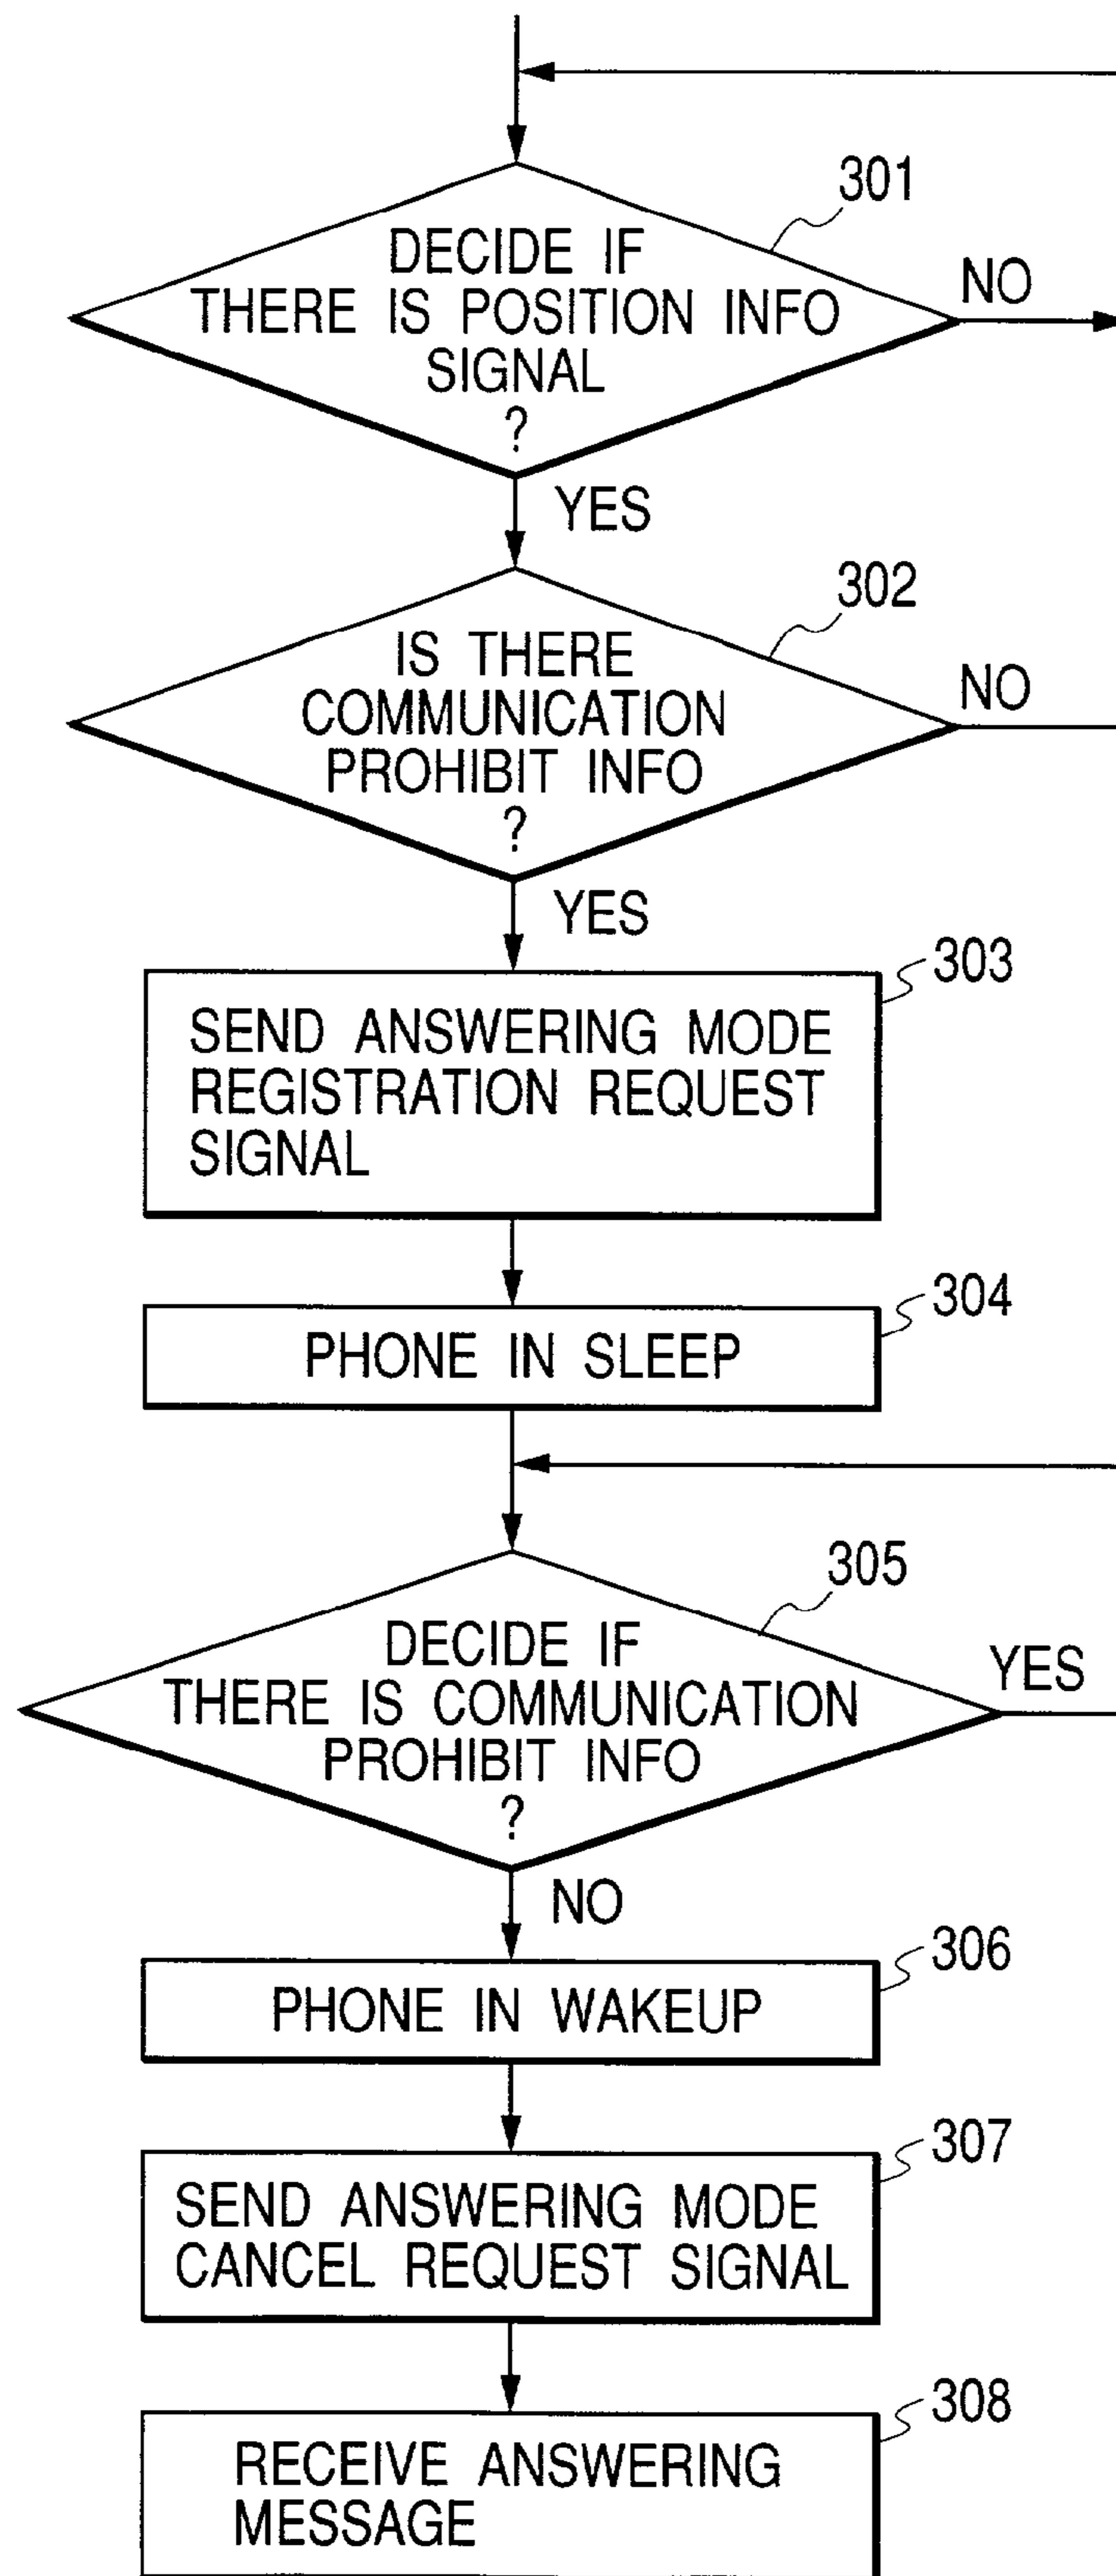 301
DECIDE IF
THERE IS POSITION INFO
SIGNAL
?
NO
YES
302
IS THERE
COMMUNICATION
PROHIBIT INFO
?
NO
YES
303
SEND ANSWERING MODE
REGISTRATION REQUEST
SIGNAL
304
PHONE IN SLEEP
305
DECIDE IF
THERE IS COMMUNICATION
PROHIBIT INFO
?
YES
NO
306
PHONE IN WAKEUP
307
SEND ANSWERING MODE
CANCEL REQUEST SIGNAL
308
RECEIVE ANSWERING
MESSAGE